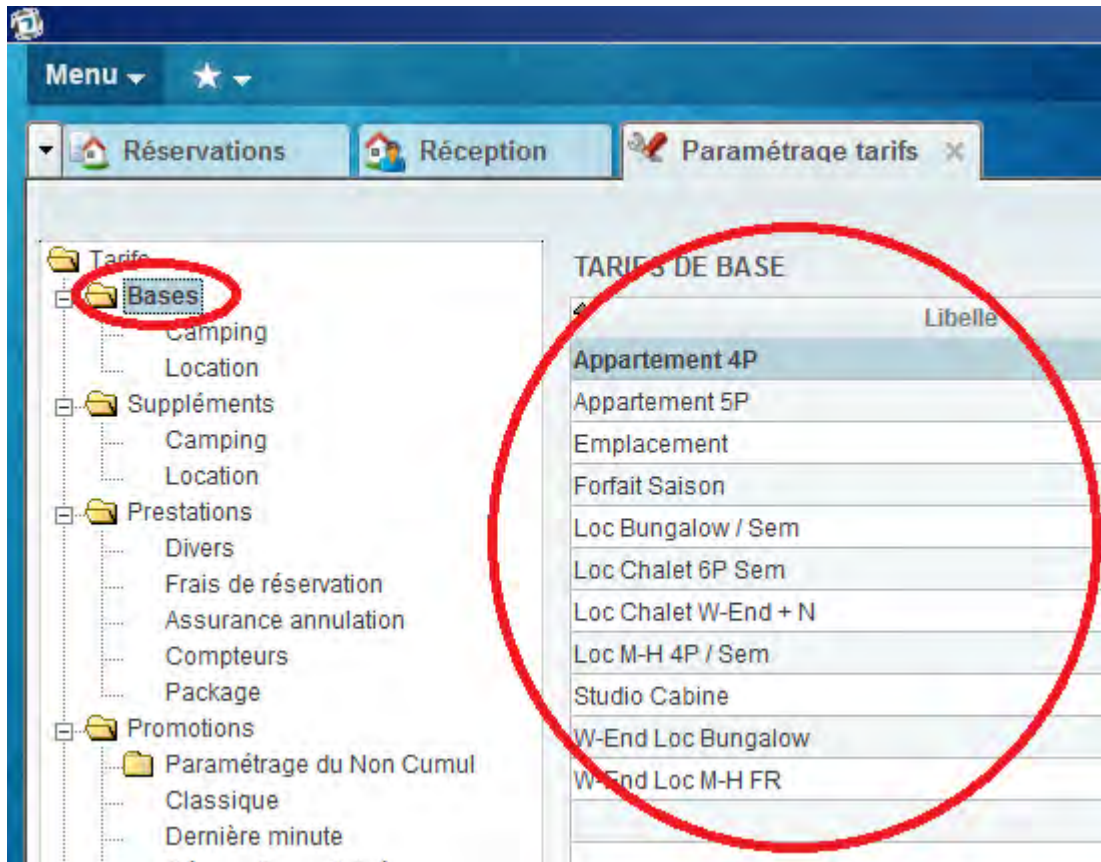 Menu
Réservations
Réception
Paramétrage tarifs
Tarifs
Bases
Camping
Location
Suppléments
Camping
Location
Prestations
Divers
Frais de réservation
Assurance annulation
Compteurs
Package
Promotions
Paramétrage du Non Cumul
Classique
Dernière minute
TARIFS DE BASE
Libelle
Appartement 4P
Appartement 5P
Emplacement
Forfait Saison
Loc Bungalow / Sem
Loc Chalet 6P Sem
Loc Chalet W-End + N
Loc M-H 4P / Sem
Studio Cabine
W-End Loc Bungalow
W-End Loc M-H FR